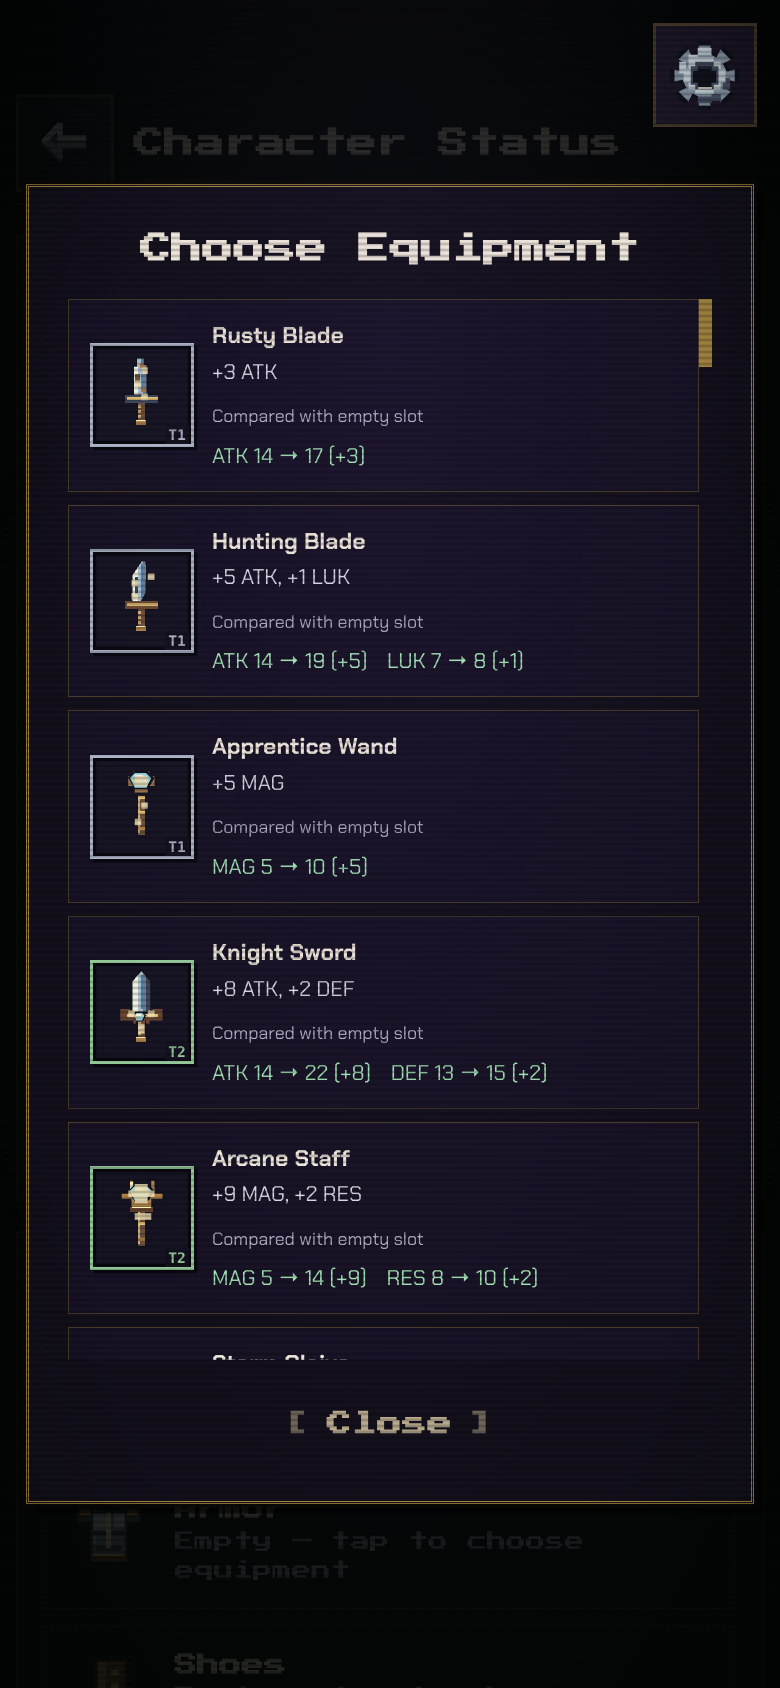 Character Status
Choose Equipment
Rusty Blade
+3 ATK
Compared with empty slot
ATK 14 → 17 (+3)
T1
Hunting Blade
+5 ATK, +1 LUK
Compared with empty slot
ATK 14 → 19 (+5) LUK 7 → 8 (+1)
T1
Apprentice Wand
+5 MAG
Compared with empty slot
MAG 5 → 10 (+5)
T1
Knight Sword
+8 ATK, +2 DEF
Compared with empty slot
ATK 14 → 22 (+8) DEF 13 → 15 (+2)
T2
Arcane Staff
+9 MAG, +2 RES
Compared with empty slot
MAG 5 → 14 (+9) RES 8 → 10 (+2)
T2
[ Close ]
Armor
Empty — tap to choose
equipment
Shoes